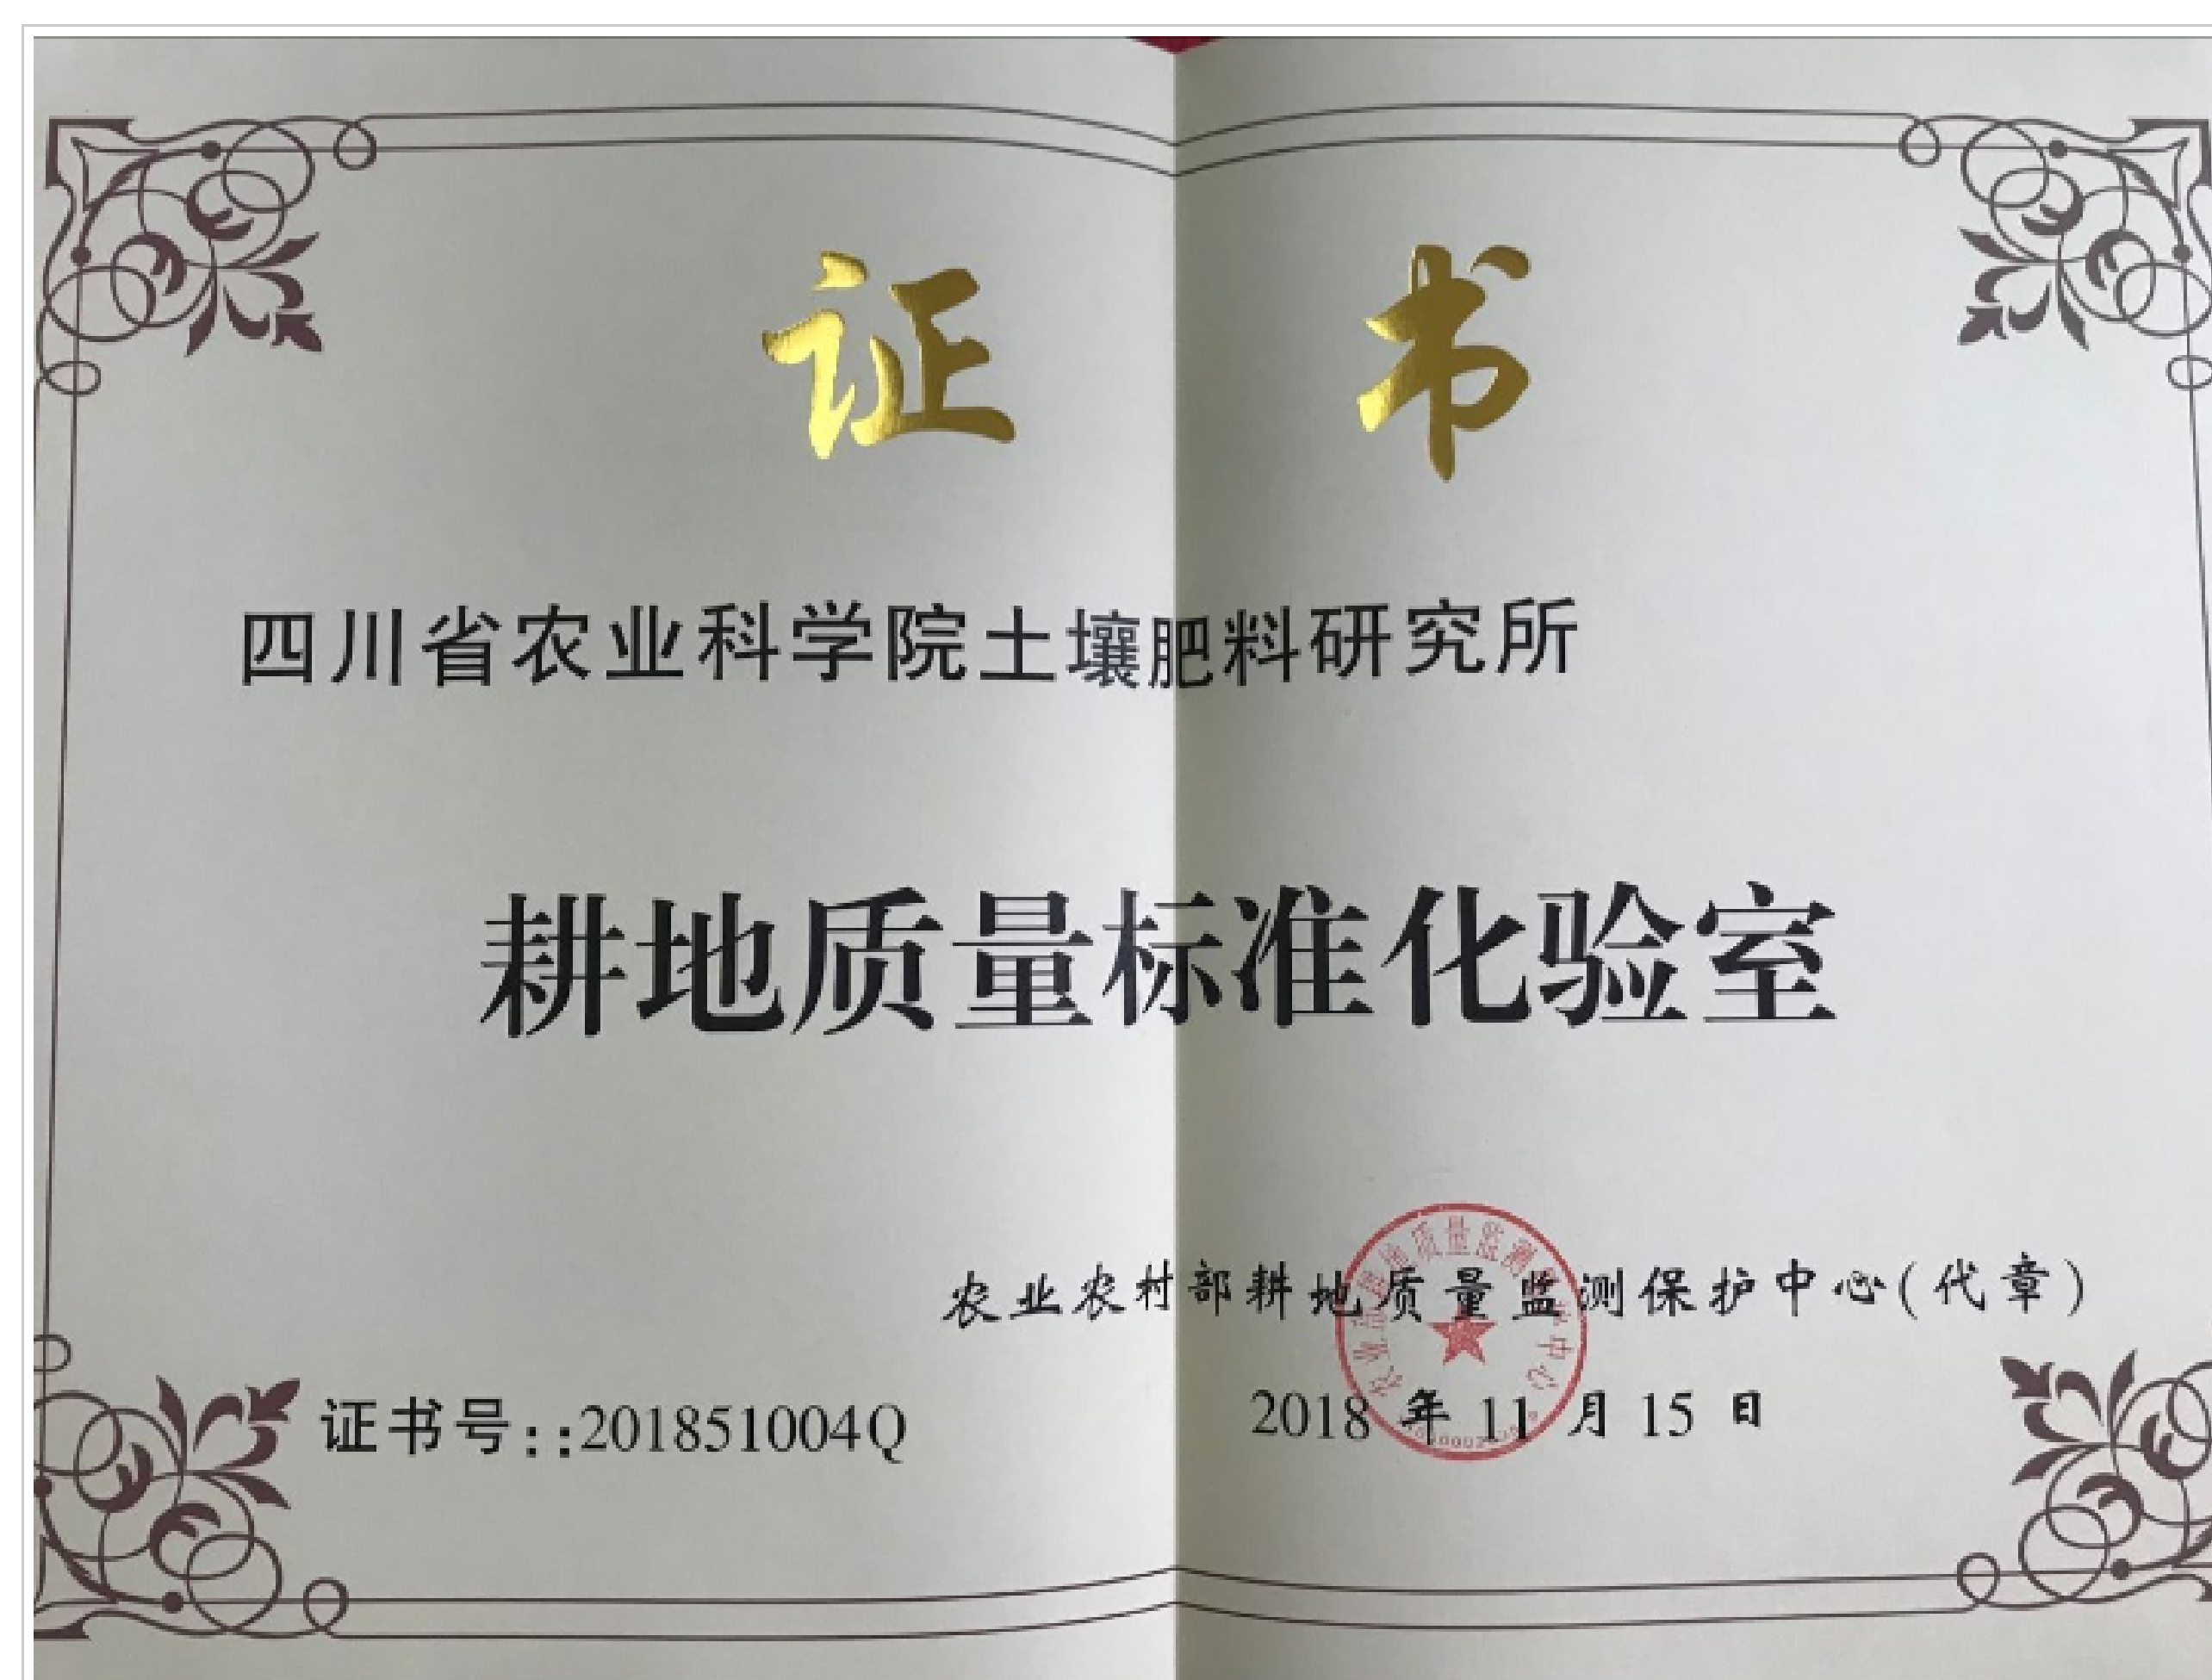 证 书
四川省农业科学院土壤肥料研究所
耕地质量标准化验室
农业农村部耕地质量监测保护中心(代章)
证书号::201851004Q
2018 年 11 月 15 日